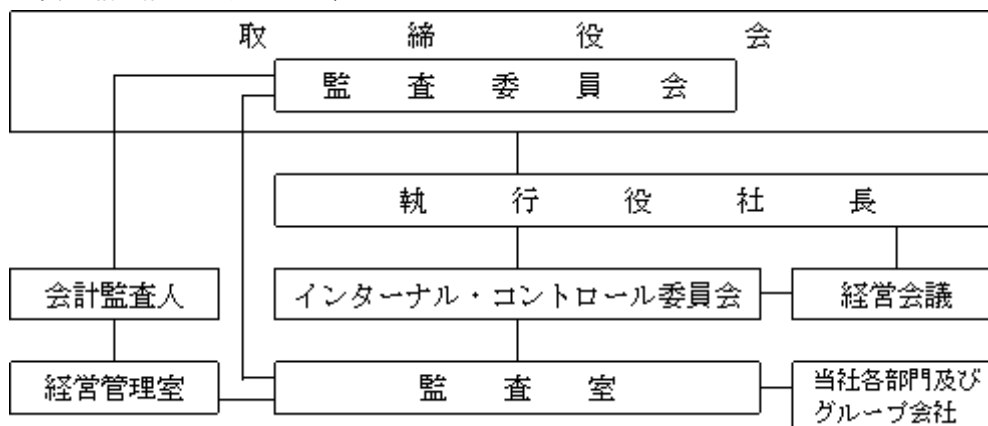 取締役会
監査委員会
執行役社長
会計監査人
インターナル・コントロール委員会
経営会議
経営管理室
監査室
当社各部門及び
グループ会社